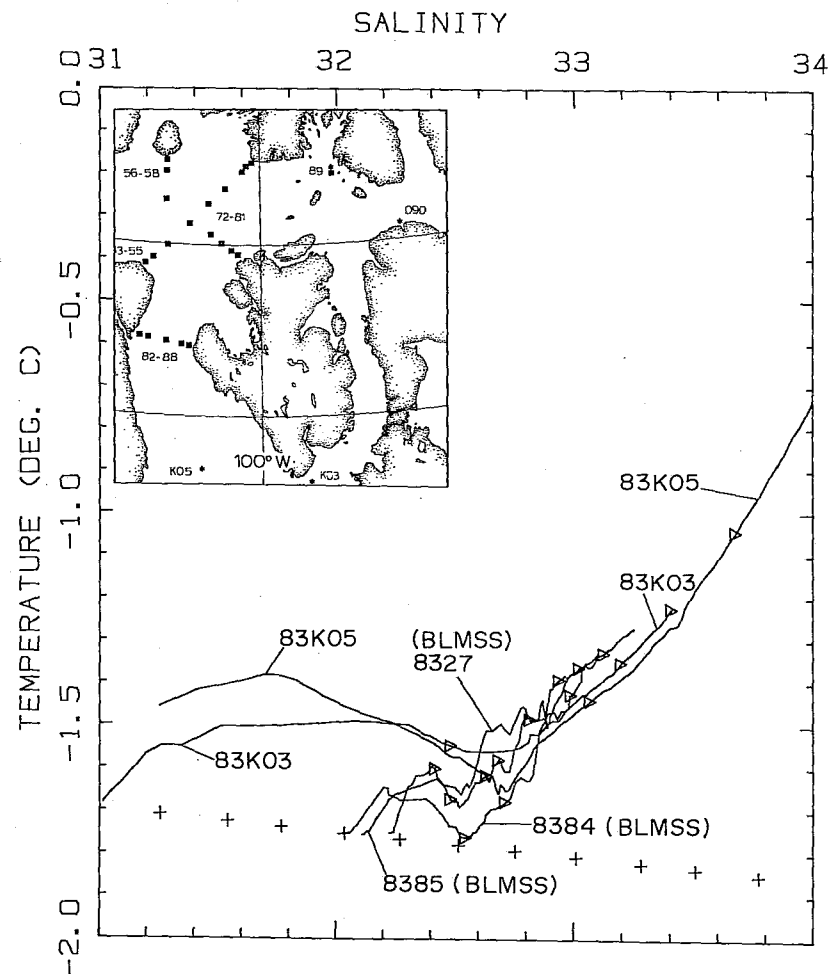 SALINITY
31 32 33 34
0.0
-0.5
-1.0
-1.5
-2.0
TEMPERATURE (DEG. C)
56-58
89
090
72-81
3-55
82-88
K05
100° W
K03
83K05
83K03
(BLMSS)
8327
83K05
83K03
8384 (BLMSS)
8385 (BLMSS)